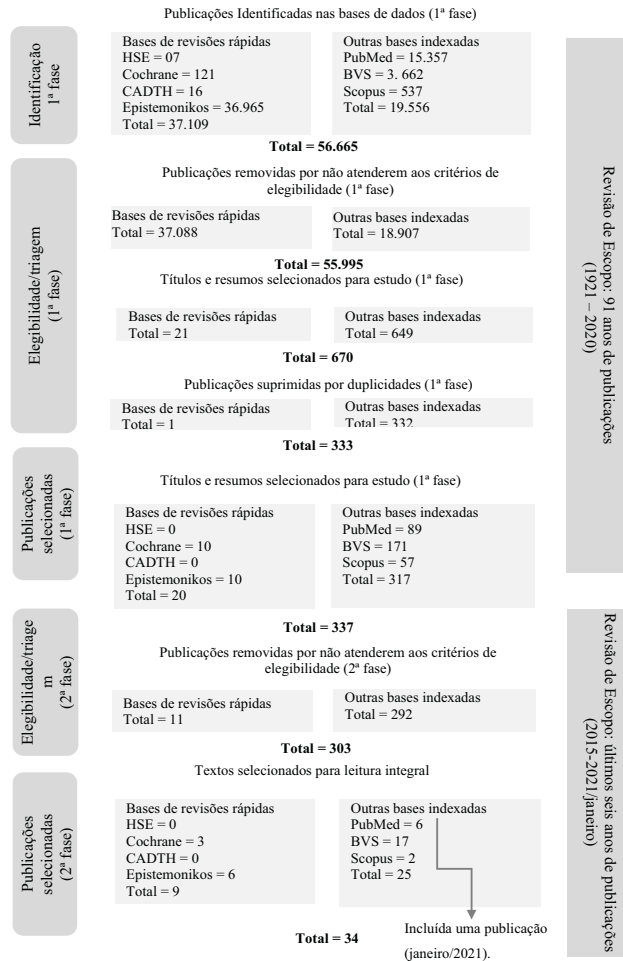 Publicações Identificadas nas bases de dados (1ª fase)
Identificação
1ª fase
Bases de revisões rápidas
HSE = 07
Cochrane = 121
CADTH = 16
Epistemonikos = 36.965
Total = 37.109
Outras bases indexadas
PubMed = 15.357
BVS = 3. 662
Scopus = 537
Total = 19.556
Total = 56.665
Revisão de Escopo: 91 anos de publicações
(1921 – 2020)
Elegibilidade/triagem
(1ª fase)
Publicações removidas por não atenderem aos critérios de
elegibilidade (1ª fase)
Bases de revisões rápidas
Total = 37.088
Outras bases indexadas
Total = 18.907
Total = 55.995
Títulos e resumos selecionados para estudo (1ª fase)
Bases de revisões rápidas
Total = 21
Outras bases indexadas
Total = 649
Total = 670
Publicações suprimidas por duplicidades (1ª fase)
Bases de revisões rápidas
Total = 1
Outras bases indexadas
Total = 332
Total = 333
Publicações
selecionadas
(1ª fase)
Títulos e resumos selecionados para estudo (1ª fase)
Bases de revisões rápidas
HSE = 0
Cochrane = 10
CADTH = 0
Epistemonikos = 10
Total = 20
Outras bases indexadas
PubMed = 89
BVS = 171
Scopus = 57
Total = 317
Total = 337
Elegibilidade/triage
m
(2ª fase)
Publicações removidas por não atenderem aos critérios de
elegibilidade (2ª fase)
Bases de revisões rápidas
Total = 11
Outras bases indexadas
Total = 292
Total = 303
Revisão de Escopo: últimos seis anos de publicações
(2015-2021/janeiro)
Publicações
selecionadas
(2ª fase)
Textos selecionados para leitura integral
Bases de revisões rápidas
HSE = 0
Cochrane = 3
CADTH = 0
Epistemonikos = 6
Total = 9
Outras bases indexadas
PubMed = 6
BVS = 17
Scopus = 2
Total = 25
Total = 34
Incluída uma publicação
(janeiro/2021).